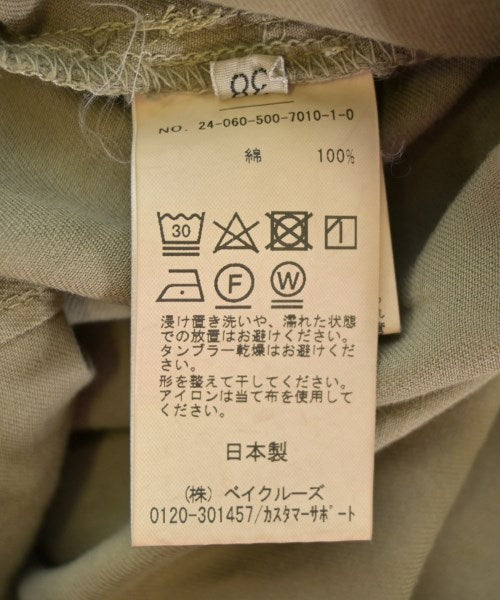 38
NO. 24-060-500-7010-1-0
綿 100%
30
F W
浸け置き洗いや、濡れた状態
での放置はお避けください。
タンブラー乾燥はお避けくだ
さい。
形を整えて干してください。
アイロンは当て布を使用して
ください。
日本製
(株) ベイクルーズ
0120-301457/カスタマーサポート